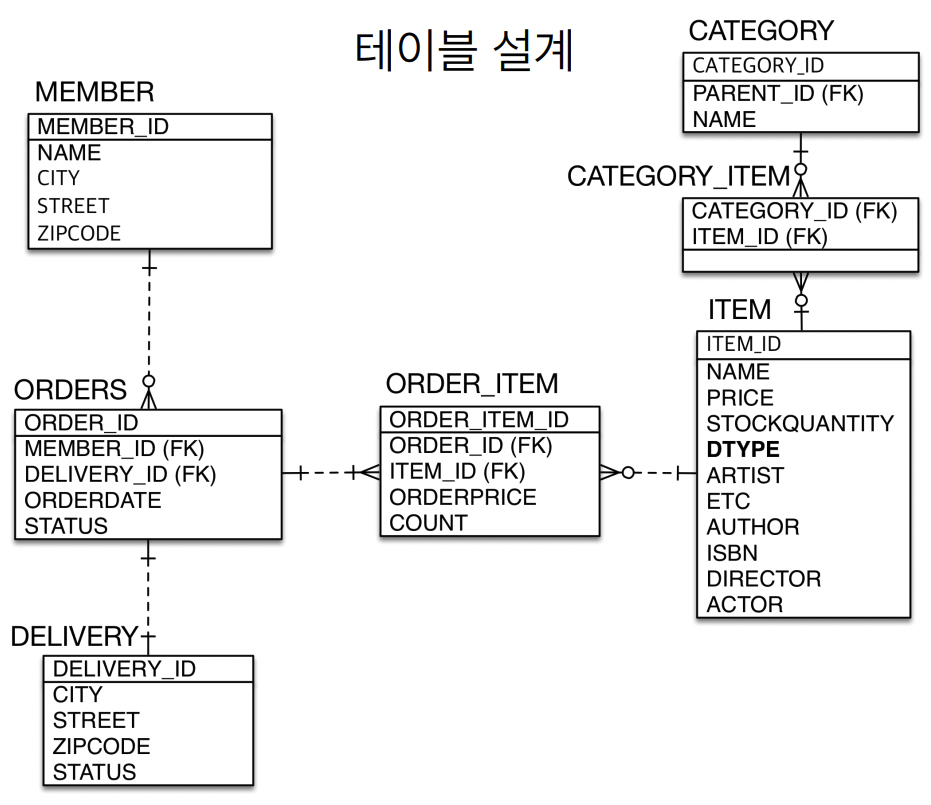 테이블 설계
MEMBER
MEMBER_ID
NAME
CITY
STREET
ZIPCODE
ORDERS
ORDER_ID
MEMBER_ID (FK)
DELIVERY_ID (FK)
ORDERDATE
STATUS
DELIVERY
DELIVERY_ID
CITY
STREET
ZIPCODE
STATUS
ORDER_ITEM
ORDER_ITEM_ID
ORDER_ID (FK)
ITEM_ID (FK)
ORDERPRICE
COUNT
CATEGORY
CATEGORY_ID
PARENT_ID (FK)
NAME
CATEGORY_ITEM
CATEGORY_ID (FK)
ITEM_ID (FK)
ITEM
ITEM_ID
NAME
PRICE
STOCKQUANTITY
DTYPE
ARTIST
ETC
AUTHOR
ISBN
DIRECTOR
ACTOR